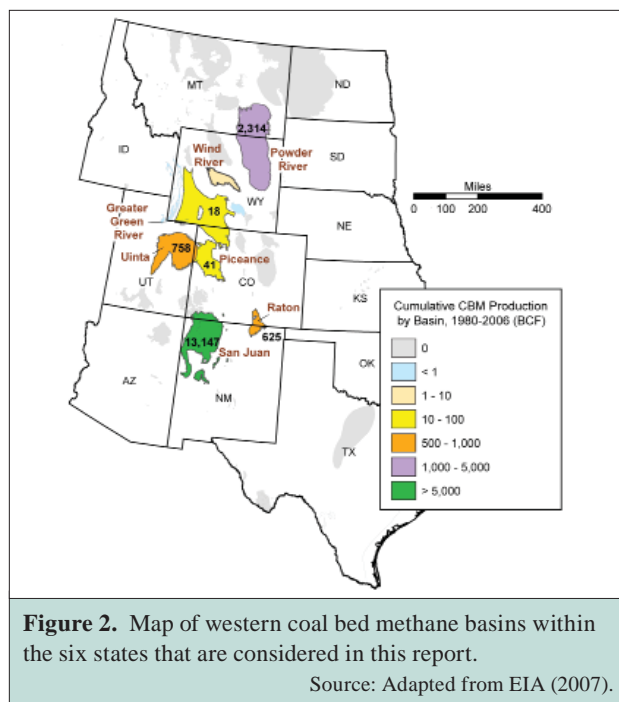 MT
ND
2,314
ID
Wind
River
Powder
River
SD
WY
Miles
0 100 200 400
Greater
Green
River
18
NE
Uinta
758
Piceance
41
UT
CO
KS
Raton
625
13,147
San Juan
AZ
NM
OK
TX
Cumulative CBM Production
by Basin, 1980-2006 (BCF)
0
< 1
1 - 10
10 - 100
500 - 1,000
1,000 - 5,000
> 5,000
Figure 2. Map of western coal bed methane basins within
the six states that are considered in this report.
Source: Adapted from EIA (2007).